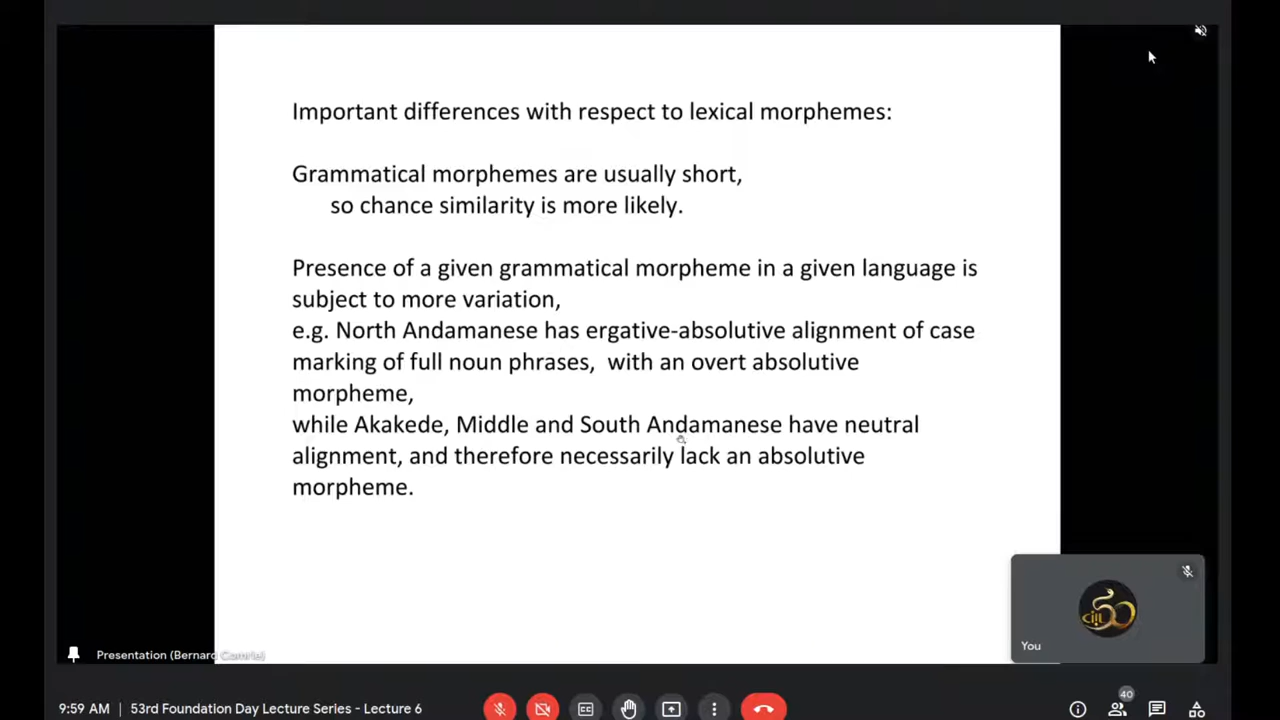 Important differences with respect to lexical morphemes:
Grammatical morphemes are usually short,
so chance similarity is more likely.
Presence of a given grammatical morpheme in a given language is
subject to more variation,
e.g. North Andamanese has ergative-absolutive alignment of case
marking of full noun phrases,  with an overt absolutive
morpheme,
while Akakede, Middle and South Andamanese have neutral
alignment, and therefore necessarily lack an absolutive
morpheme.
CIIL 50
You
Presentation (Bernard Comrie)
40
9:59 AM | 53rd Foundation Day Lecture Series - Lecture 6
CC